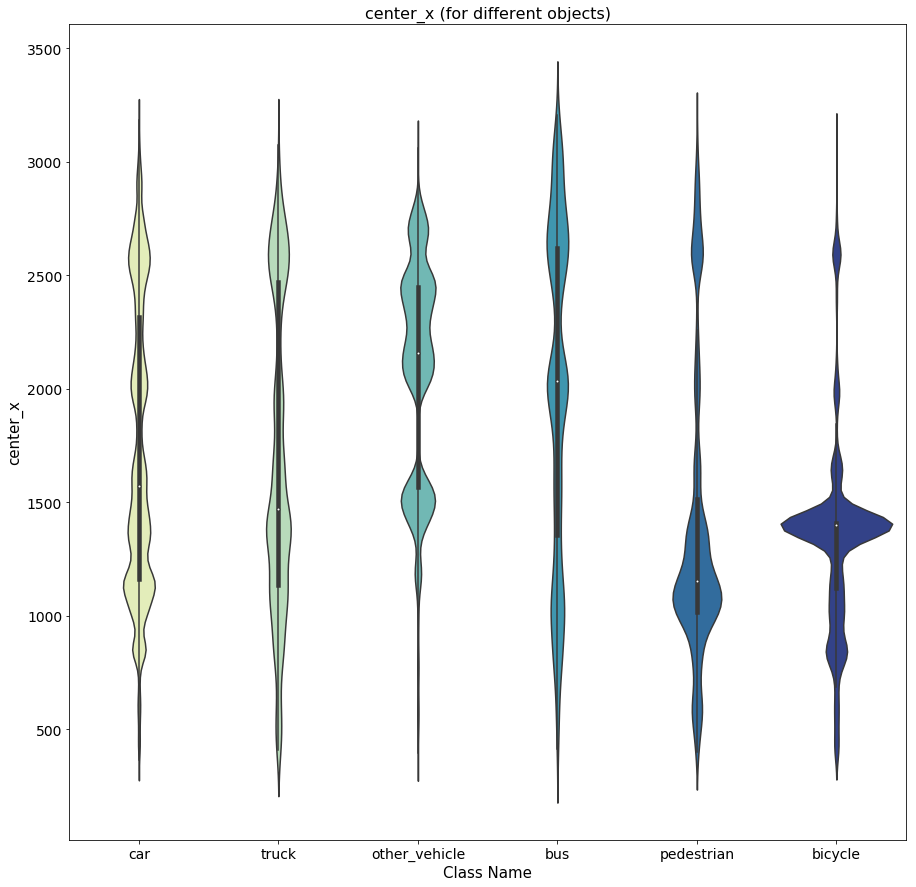 center_x (for different objects)
3500
3000
2500
2000
1500
1000
500
center_x
car truck other_vehicle bus pedestrian bicycle
Class Name